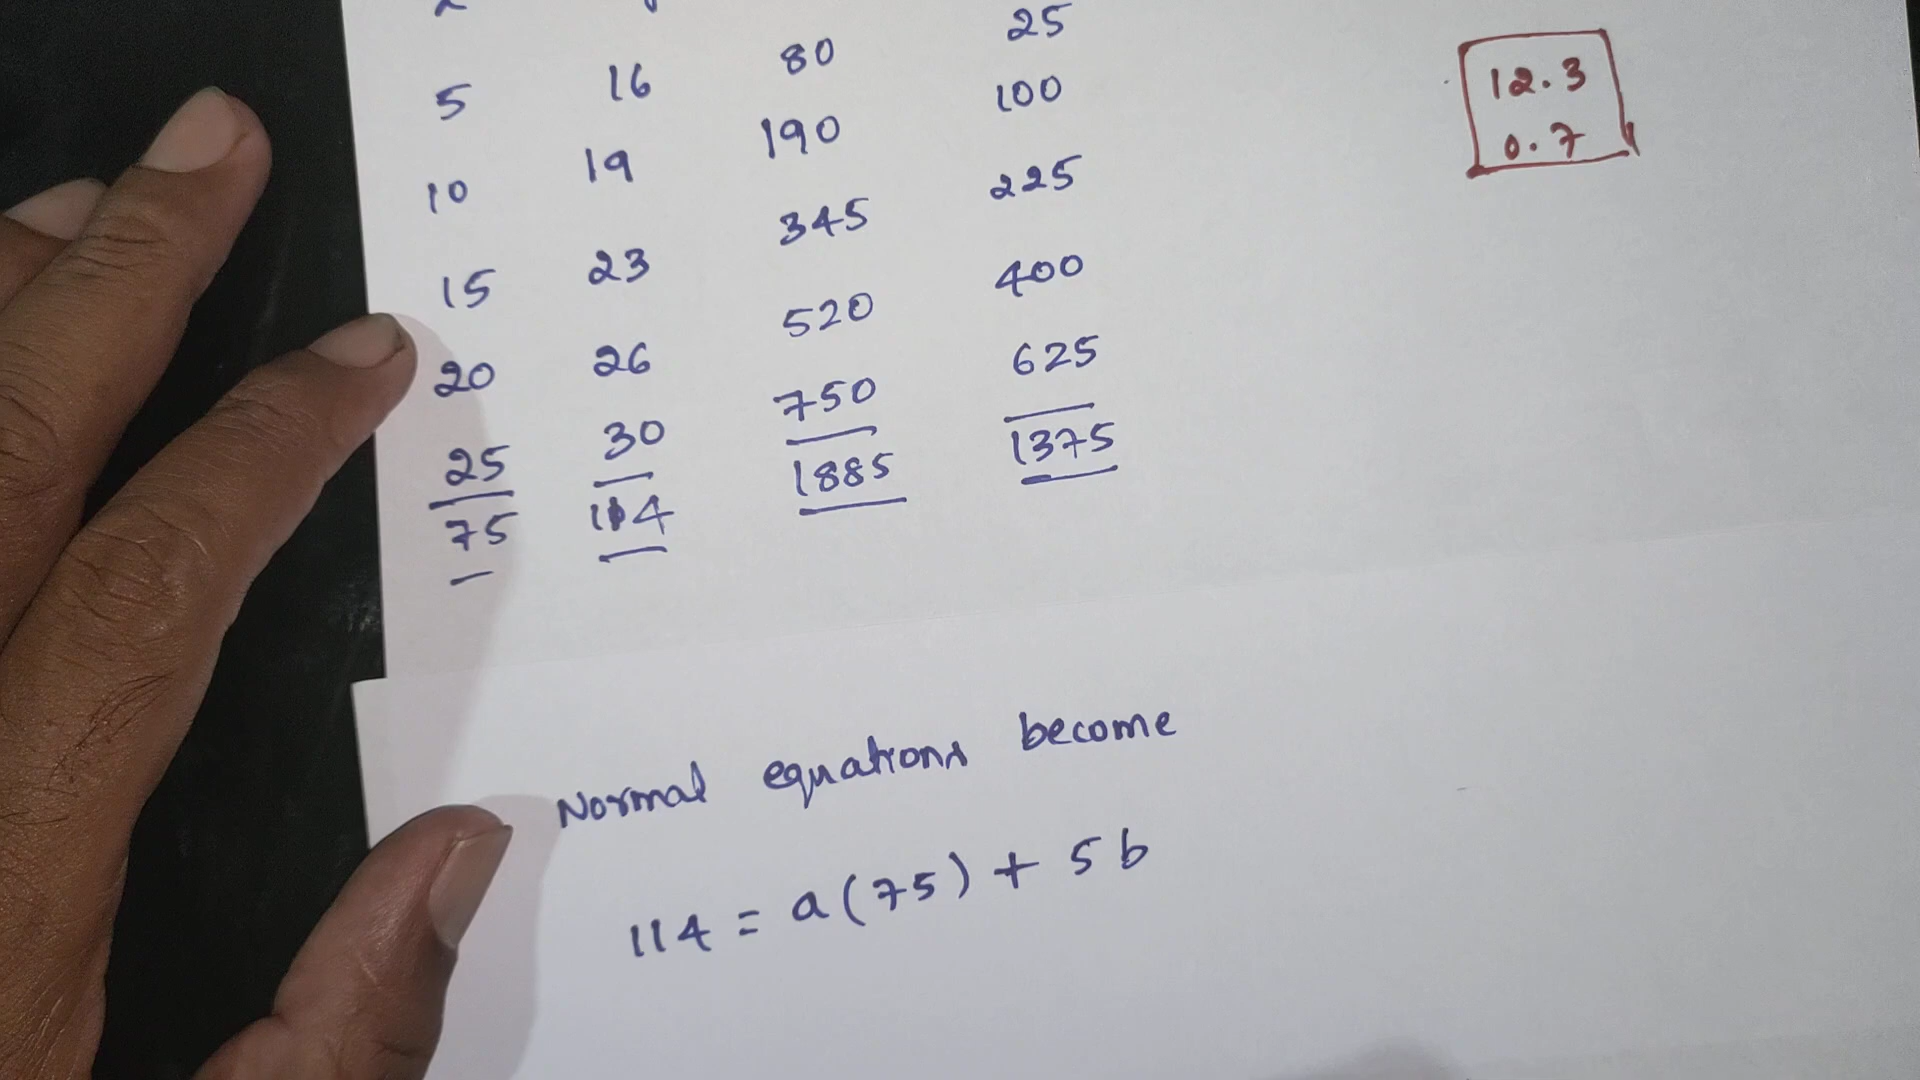 5 16 80 25
10 19 190 100
15 23 345 225
20 26 520 400
25 30 750 625
75 114 1885 1375
12.3
0.7
Normal equations become
114 = a(75) + 5b